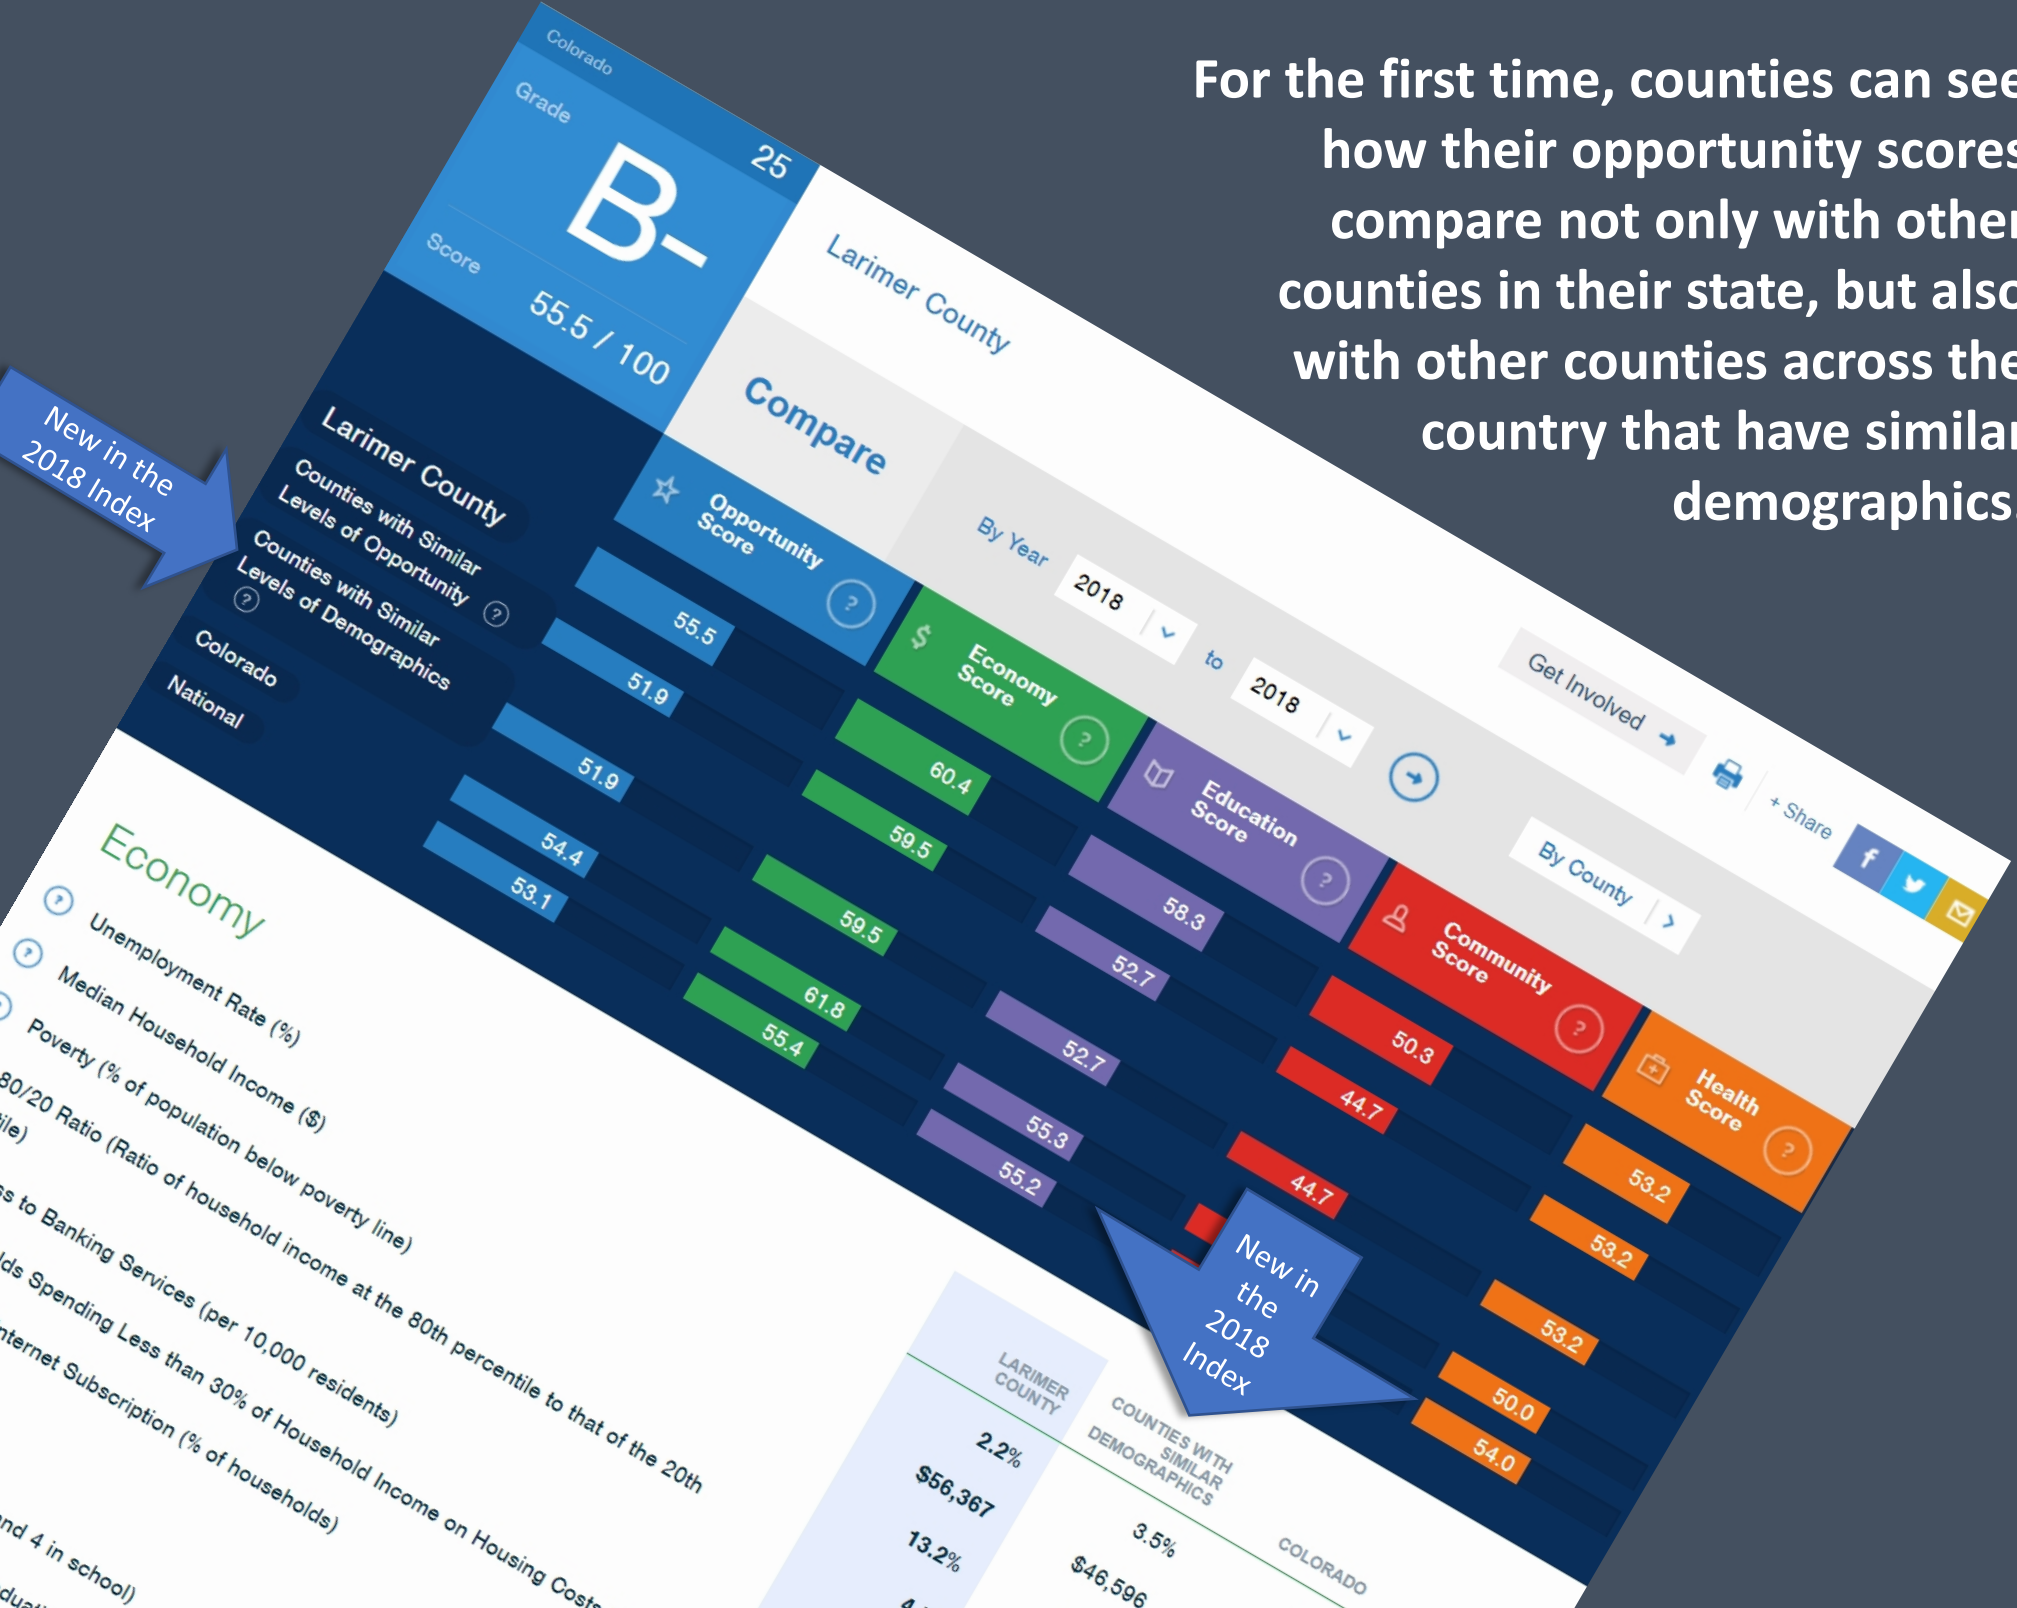 For the first time, counties can see
how their opportunity scores
compare not only with other
counties in their state, but also
with other counties across the
country that have similar
demographics.
Colorado
25
Grade
B-
Score
55.5 / 100
Larimer County
Compare
By Year
2018
to
2018
By County
Get Involved
+ Share
New in the
2018 Index
Opportunity
Score
Economy
Score
Education
Score
Community
Score
Health
Score
Larimer County
55.5
60.4
58.3
50.3
53.2
Counties with Similar
Levels of Opportunity
51.9
59.5
52.7
44.7
53.2
Counties with Similar
Levels of Demographics
51.9
59.5
52.7
44.7
53.2
Colorado
54.4
61.8
55.3
50.0
National
53.1
55.4
55.2
54.0
New in
the
2018
Index
Economy
LARIMER
COUNTY
COUNTIES WITH
SIMILAR
DEMOGRAPHICS
COLORADO
Unemployment Rate (%)
2.2%
3.5%
Median Household Income ($)
$56,367
$46,596
Poverty (% of population below poverty line)
13.2%
80/20 Ratio (Ratio of household income at the 80th percentile to that of the 20th
to Banking Services (per 10,000 residents)
Spending Less than 30% of Household Income on Housing Costs
Internet Subscription (% of households)
and 4 in school)